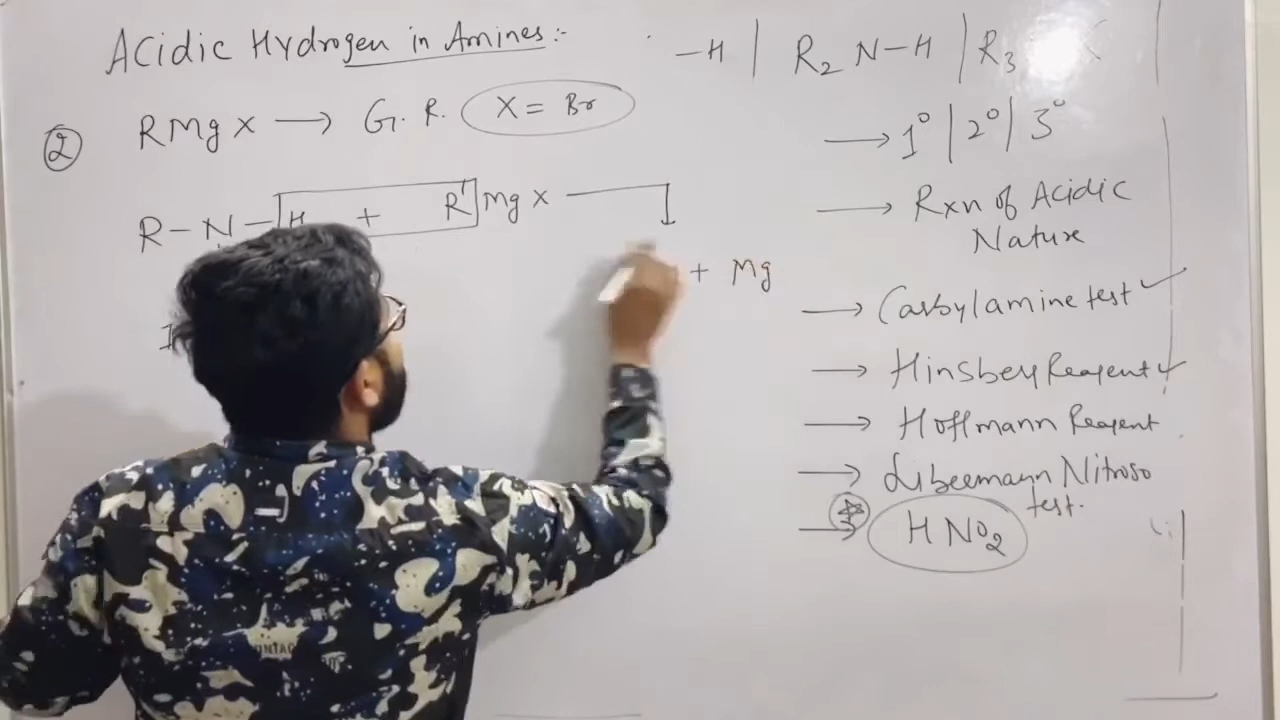 Acidic Hydrogen in Amines:-
② RMgx → G.R. X = Br
R-N-H + R' Mgx
+ Mg
-H | R₂ N-H | R₃
→ 1° | 2° | 3°
→ Rxn of Acidic
Nature
→ Carbylamine test ✓
→ Hinsberg Reagent ✓
→ Hoffmann Reagent
→ Libeemann Nitroso
test.
→ HNO₂